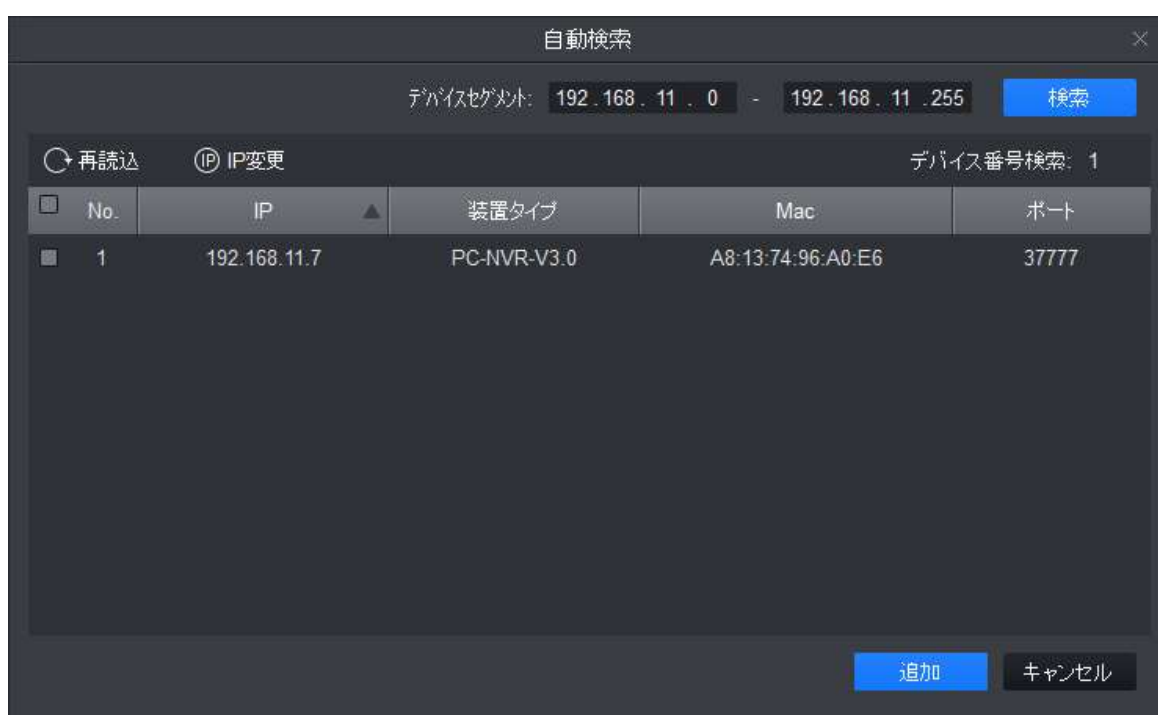 自動検索
ﾃﾞﾊﾞｲｽｾｸﾞﾒﾝﾄ: 192 . 168 . 11 . 0 - 192 . 168 . 11 . 255 検索
再読込 IP IP変更 デバイス番号検索: 1
No. IP 装置タイプ Mac ポート
1 192.168.11.7 PC-NVR-V3.0 A8:13:74:96:A0:E6 37777
追加 キャンセル